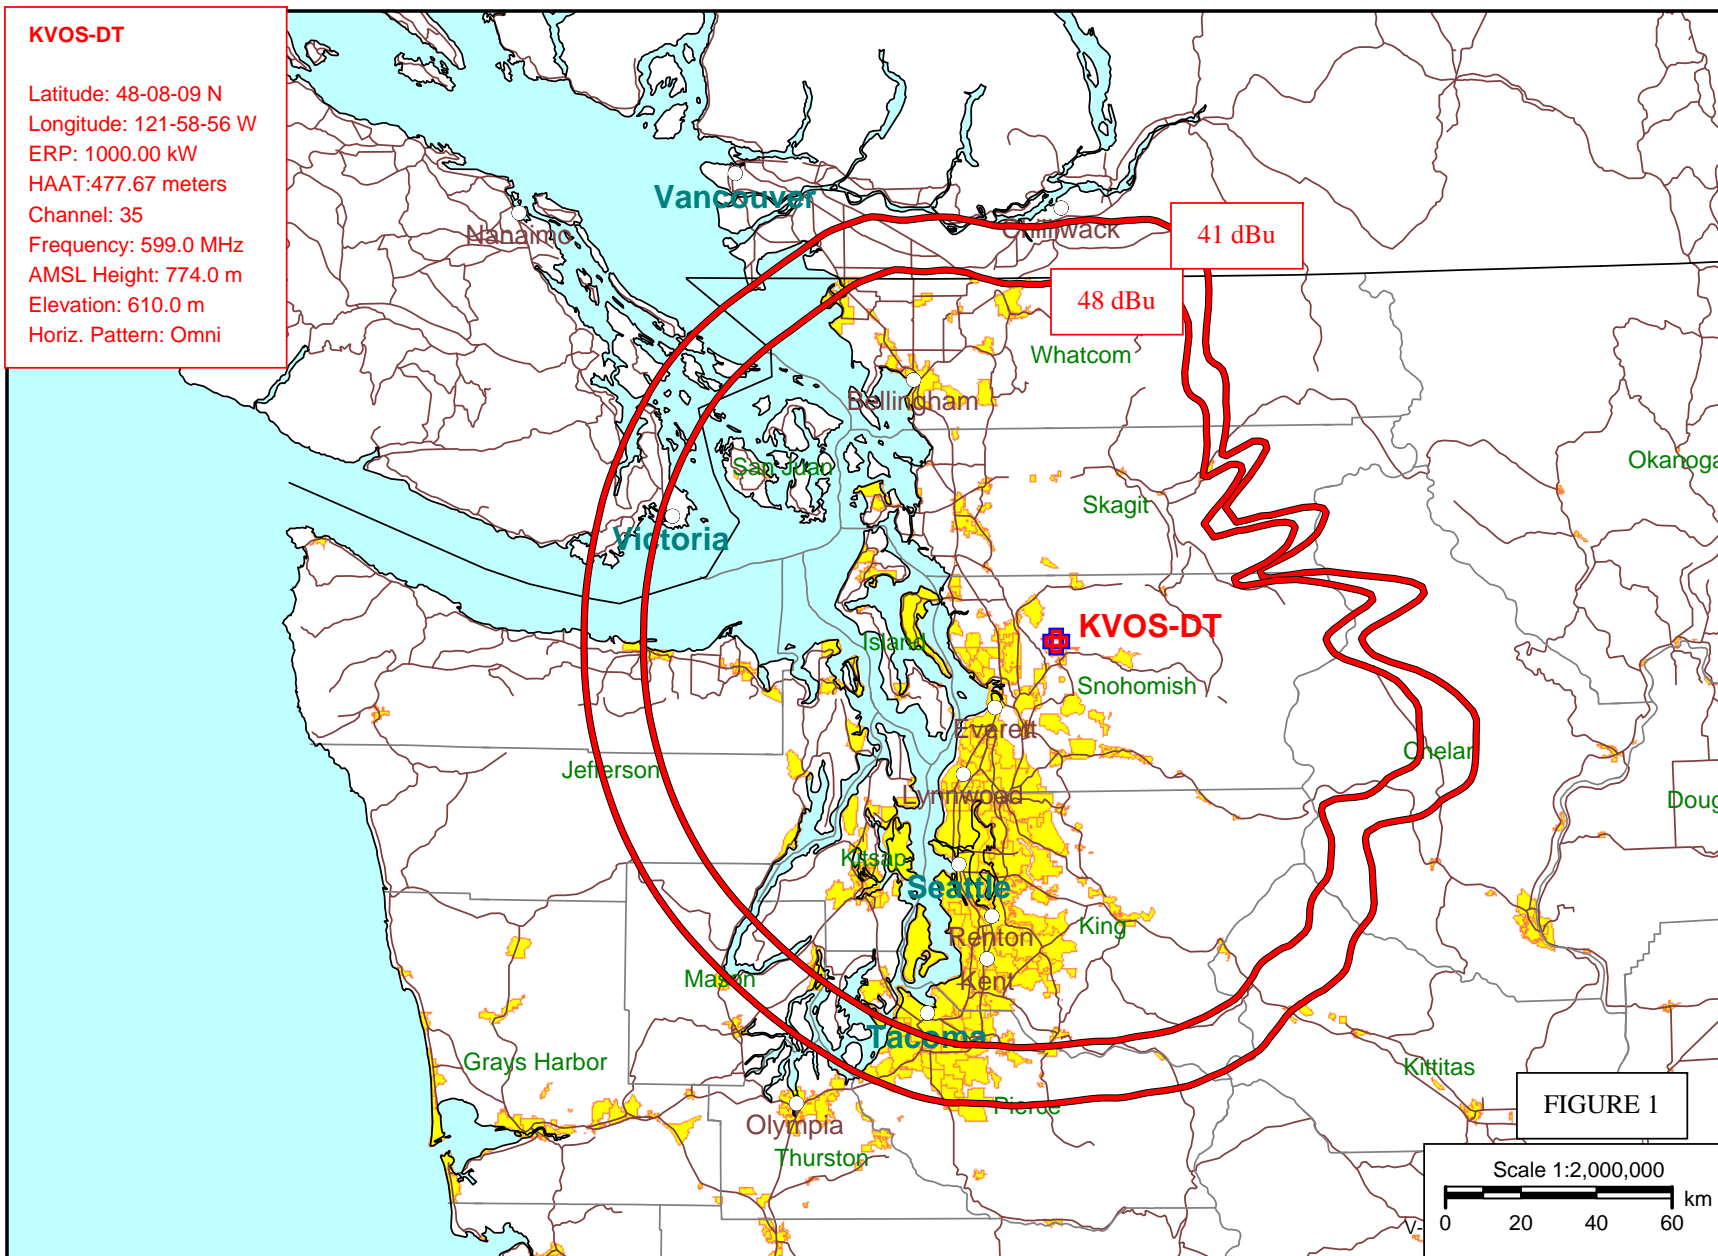 KVOS-DT
Latitude: 48-08-09 N
Longitude: 121-58-56 W
ERP: 1000.00 kW
HAAT:477.67 meters
Channel: 35
Frequency: 599.0 MHz
AMSL Height: 774.0 m
Elevation: 610.0 m
Horiz. Pattern: Omni
Vancouver
Nanaimo
Chilliwack
41 dBu
48 dBu
Whatcom
Bellingham
San Juan
Okanoga
Skagit
Victoria
KVOS-DT
Island
Snohomish
Everett
Chelan
Jefferson
Lynnwood
Doug
Kitsap
Seattle
King
Renton
Mason
Kent
Tacoma
Grays Harbor
Kittitas
Pierce
FIGURE 1
Olympia
Thurston
Scale 1:2,000,000
km
0 20 40 60